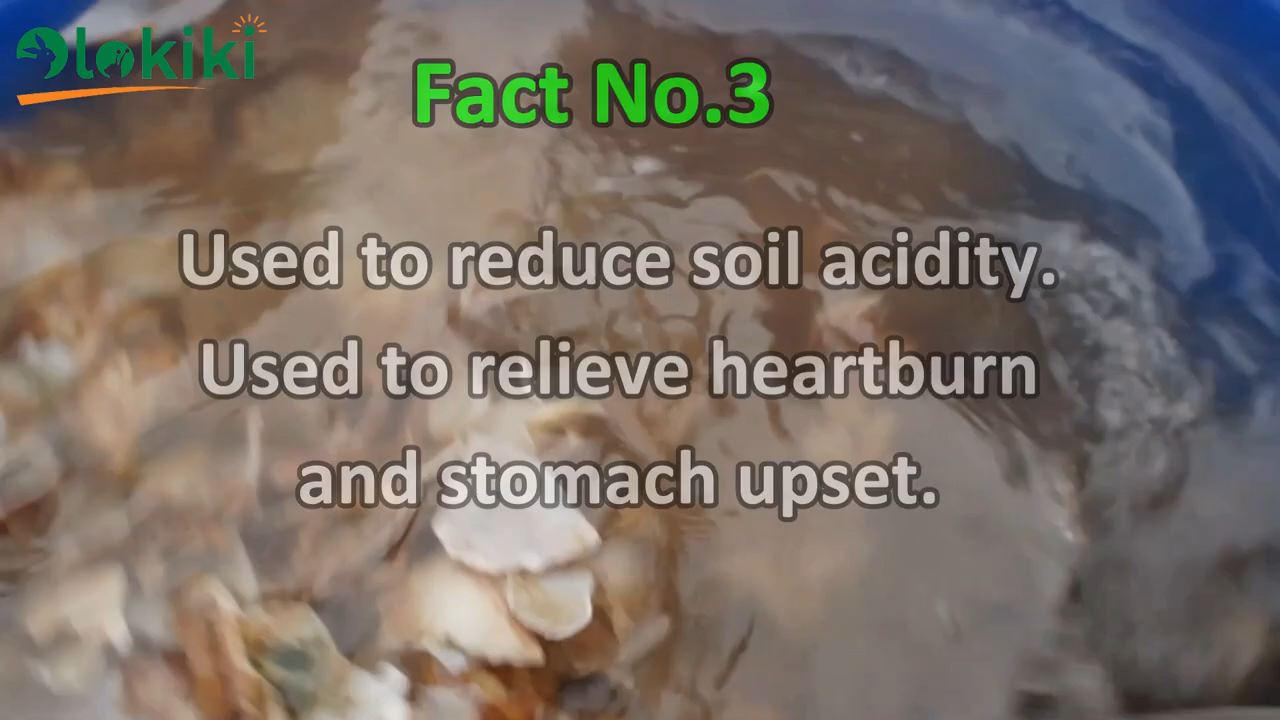 Olokiki
Fact No.3
Used to reduce soil acidity.
Used to relieve heartburn
and stomach upset.